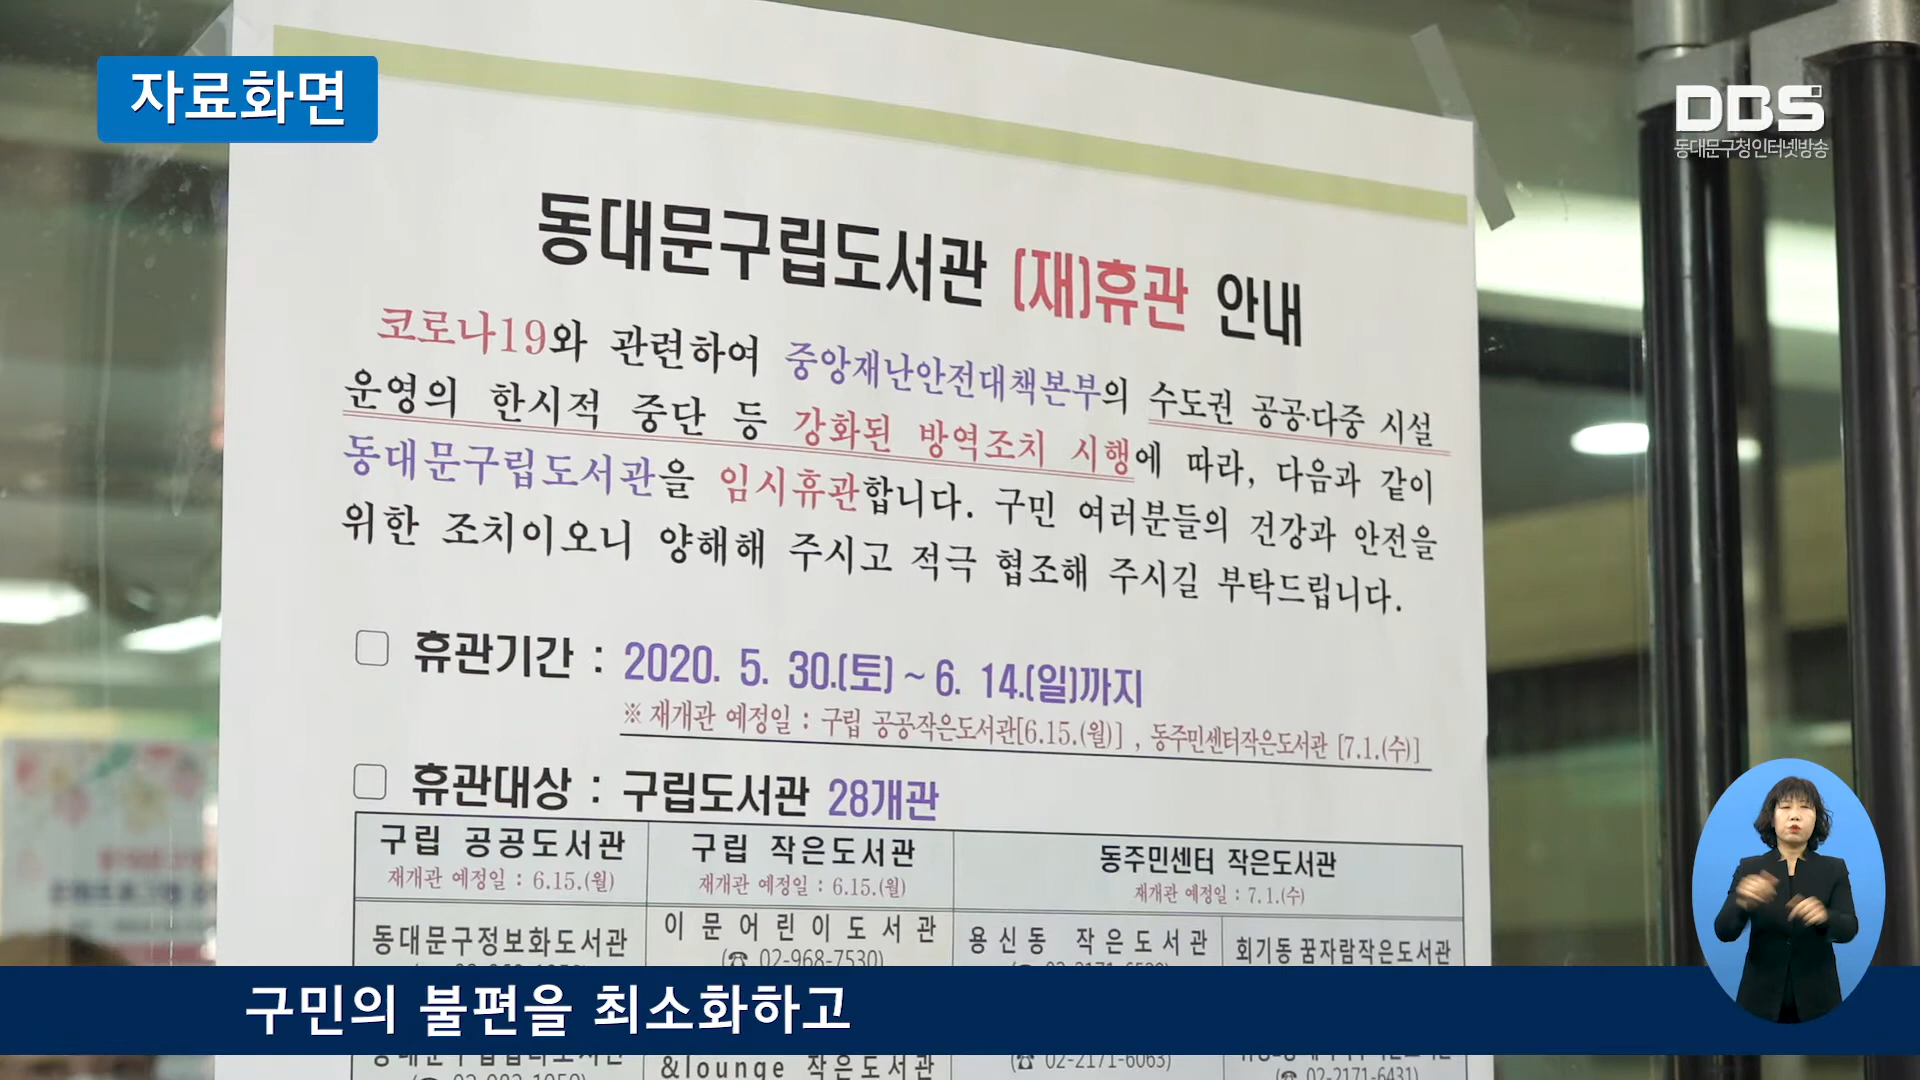 자료화면
DBS
동대문구청인터넷방송
동대문구립도서관 (재)휴관 안내
코로나19와 관련하여 중앙재난안전대책본부의 수도권 공공·다중 시설
운영의 한시적 중단 등 강화된 방역조치 시행에 따라, 다음과 같이
동대문구립도서관을 임시휴관합니다. 구민 여러분들의 건강과 안전을
위한 조치이오니 양해해 주시고 적극 협조해 주시길 부탁드립니다.
□ 휴관기간 : 2020. 5. 30.(토) ~ 6. 14.(일)까지
※ 재개관 예정일 : 구립 공공작은도서관[6.15.(월)] , 동주민센터작은도서관 [7.1.(수)]
□ 휴관대상 : 구립도서관 28개관
구립 공공도서관 구립 작은도서관 동주민센터 작은도서관
재개관 예정일 : 6.15.(월) 재개관 예정일 : 6.15.(월) 재개관 예정일 : 7.1.(수)
동대문구정보화도서관 이문어린이도서관 용신동 작은도서관 회기동 꿈자람작은도서관
(☎ 02-968-7530)
구민의 불편을 최소화하고
&lounge 작은도서관 (☎ 02-2171-6063)
(☎ 02-2171-6431)